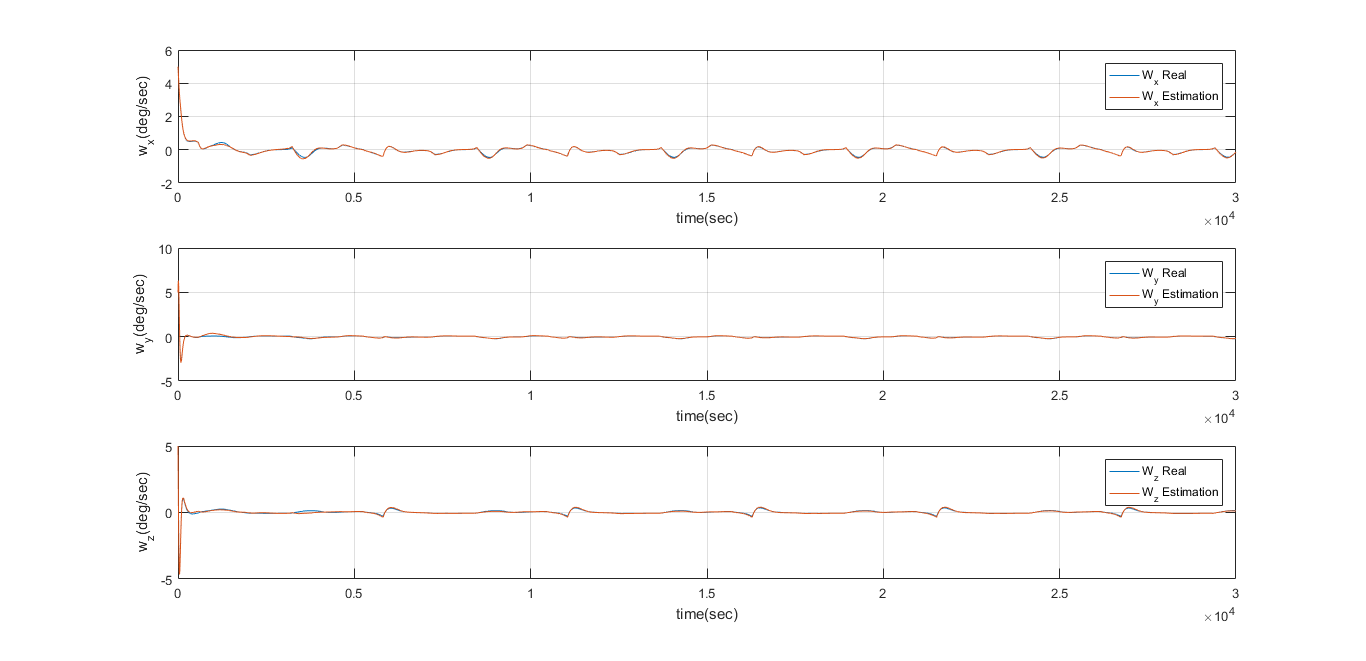 6
4
2
0
-2
w_x(deg/sec)
W_x Real
W_x Estimation
0 0.5 1 1.5 2 2.5 3
time(sec)
×10^4
10
5
0
-5
w_y(deg/sec)
W_y Real
W_y Estimation
0 0.5 1 1.5 2 2.5 3
time(sec)
×10^4
5
0
-5
w_z(deg/sec)
W_z Real
W_z Estimation
0 0.5 1 1.5 2 2.5 3
time(sec)
×10^4